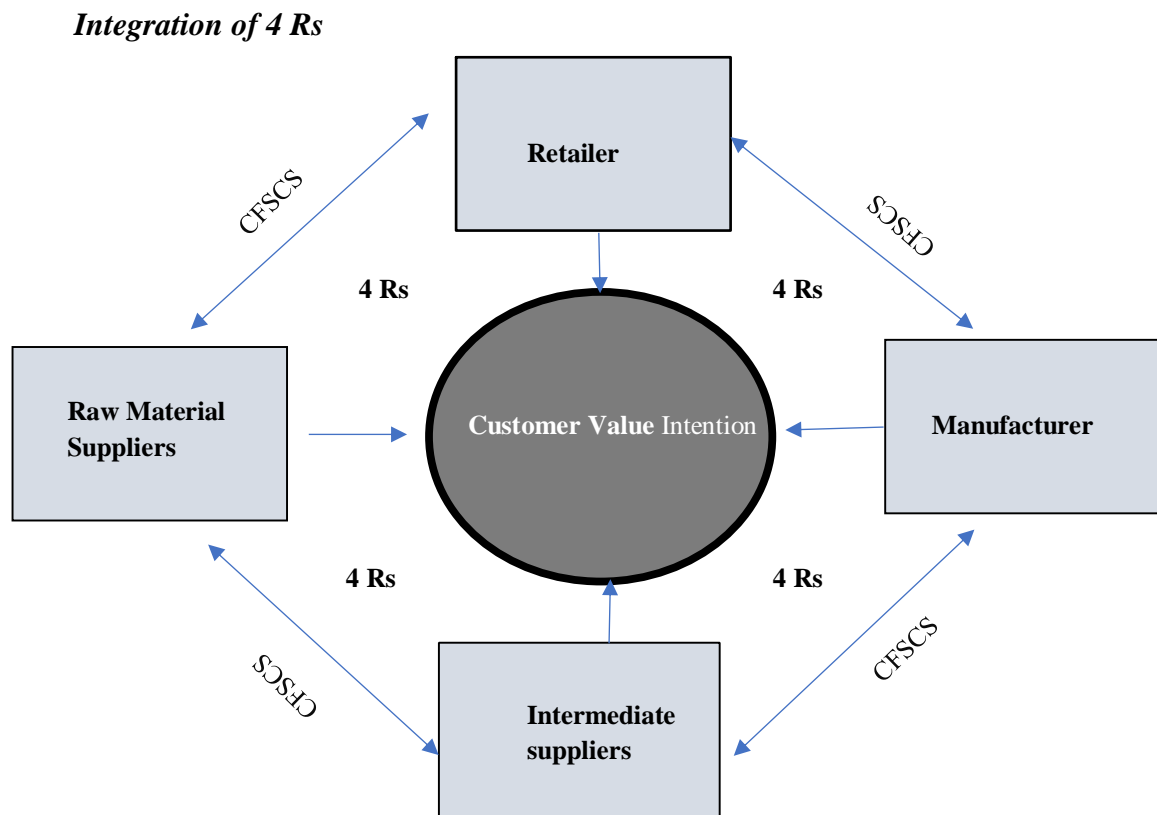 Integration of 4 Rs
Retailer
CFSCS
CFSCS
4 Rs
4 Rs
Raw Material
Suppliers
Customer Value Intention
Manufacturer
4 Rs
4 Rs
CFSCS
CFSCS
Intermediate
suppliers